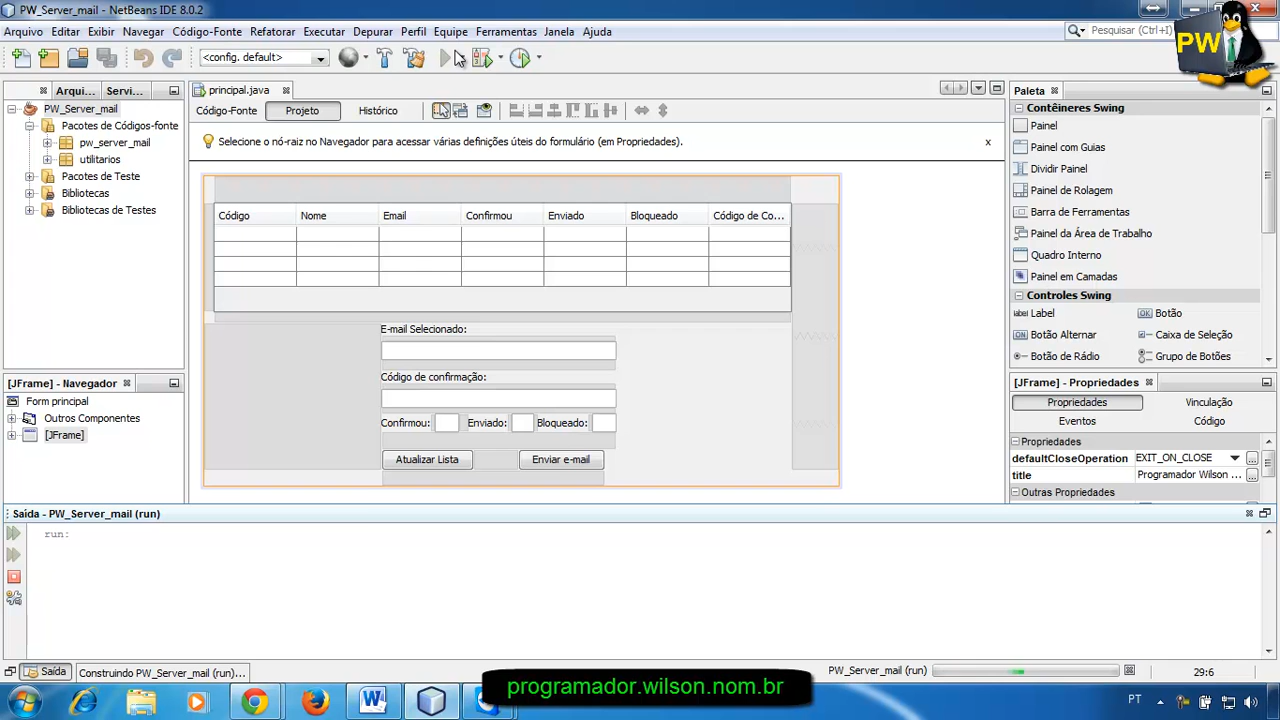 PW_Server_mail - NetBeans IDE 8.0.2
Arquivo Editar Exibir Navegar Código-Fonte Refatorar Executar Depurar Perfil Equipe Ferramentas Janela Ajuda
Pesquisar (Ctrl+I)
PW
<config. default>
Arqui... Servi...
principal.java
Paleta
PW_Server_mail
Pacotes de Códigos-fonte
pw_server_mail
utilitarios
Pacotes de Teste
Bibliotecas
Bibliotecas de Testes
Código-Fonte Projeto Histórico
Selecione o nó-raiz no Navegador para acessar várias definições úteis do formulário (em Propriedades). x
Código Nome Email Confirmou Enviado Bloqueado Código de Co...
E-mail Selecionado:
Código de confirmação:
Confirmou: Enviado: Bloqueado:
Atualizar Lista Enviar e-mail
Contêineres Swing
Painel
Painel com Guias
Dividir Painel
Painel de Rolagem
Barra de Ferramentas
Painel da Área de Trabalho
Quadro Interno
Painel em Camadas
Controles Swing
label Label OK Botão
ON Botão Alternar Caixa de Seleção
Botão de Rádio Grupo de Botões
[JFrame] - Navegador
Form principal
Outros Componentes
[JFrame]
[JFrame] - Propriedades
Propriedades Vinculação
Eventos Código
Propriedades
defaultCloseOperation EXIT_ON_CLOSE ...
title Programador Wilson ... ...
Outras Propriedades
Saída - PW_Server_mail (run)
run:
Saída Construindo PW_Server_mail (run)...
PW_Server_mail (run) 29:6
programador.wilson.nom.br
PT